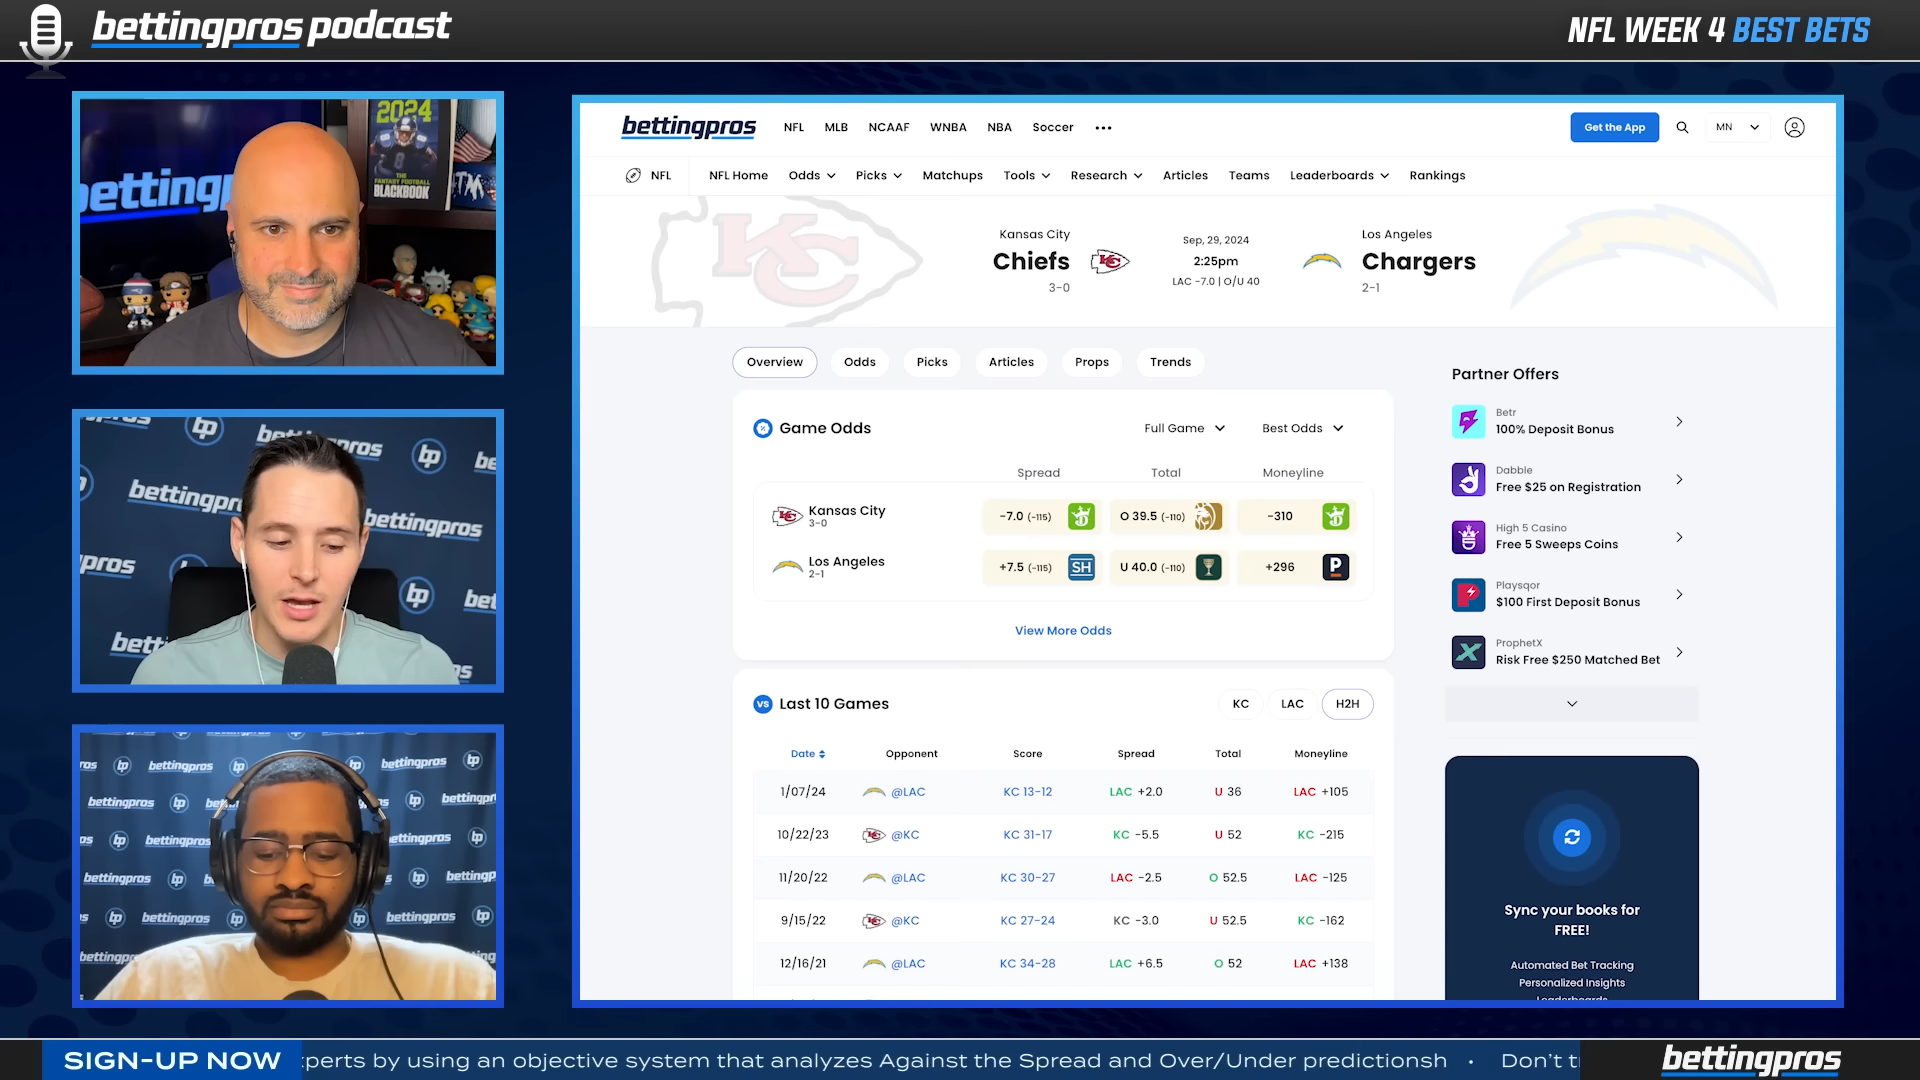 bettingpros podcast
NFL WEEK 4 BEST BETS
2024
THE FANTASY FOOTBALL
BLACKBOOK
bettingpros
NFL MLB NCAAF WNBA NBA Soccer
Get the App
MN
NFL
NFL Home Odds Picks Matchups Tools Research Articles Teams Leaderboards Rankings
Kansas City
Chiefs
3-0
Sep, 29, 2024
2:25pm
LAC -7.0 | O/U 40
Los Angeles
Chargers
2-1
Overview Odds Picks Articles Props Trends
Game Odds
Full Game Best Odds
Spread Total Moneyline
Kansas City
3-0
-7.0 (-115) O 39.5 (-110) -310
Los Angeles
2-1
+7.5 (-115) SH U 40.0 (-110) +296 P
View More Odds
VS Last 10 Games
KC LAC H2H
Date Opponent Score Spread Total Moneyline
1/07/24 @LAC KC 13-12 LAC +2.0 U 36 LAC +105
10/22/23 @KC KC 31-17 KC -5.5 U 52 KC -215
11/20/22 @LAC KC 30-27 LAC -2.5 O 52.5 LAC -125
9/15/22 @KC KC 27-24 KC -3.0 U 52.5 KC -162
12/16/21 @LAC KC 34-28 LAC +6.5 O 52 LAC +138
Partner Offers
Betr
100% Deposit Bonus
Dabble
Free $25 on Registration
High 5 Casino
Free 5 Sweeps Coins
Playsqor
$100 First Deposit Bonus
ProphetX
Risk Free $250 Matched Bet
Sync your books for
FREE!
Automated Bet Tracking
Personalized Insights
Leaderboards
SIGN-UP NOW
xperts by using an objective system that analyzes Against the Spread and Over/Under predictionsh • Don't t
bettingpros